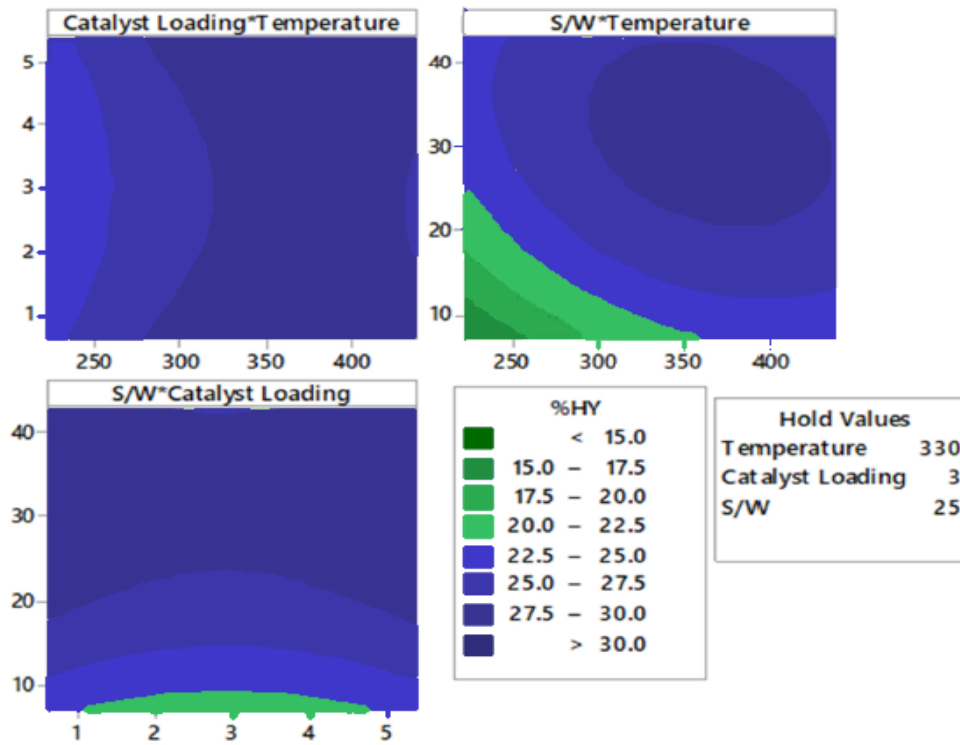 Catalyst Loading*Temperature
5
4
3
2
1
250 300 350 400
S/W*Temperature
40
30
20
10
250 300 350 400
S/W*Catalyst Loading
40
30
20
10
1 2 3 4 5
%HY
< 15.0
15.0 – 17.5
17.5 – 20.0
20.0 – 22.5
22.5 – 25.0
25.0 – 27.5
27.5 – 30.0
> 30.0
Hold Values
Temperature 330
Catalyst Loading 3
S/W 25